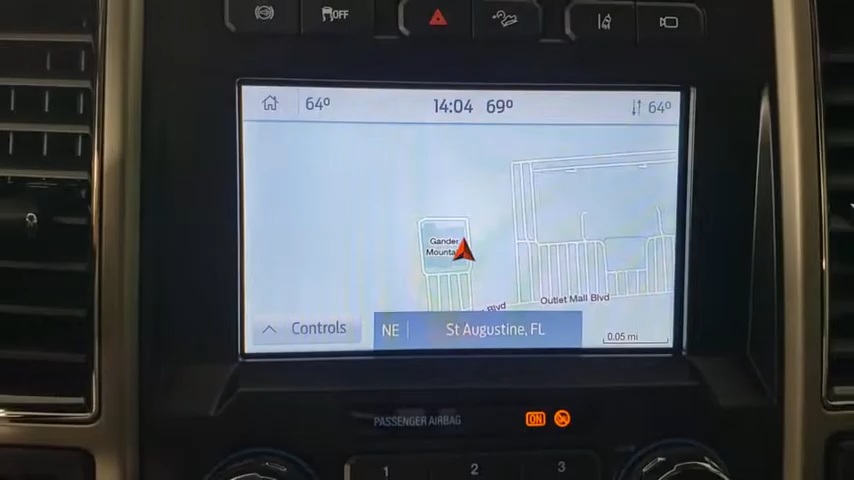 OFF
64°
14:04 69°
64°
Gander
Mounta
Blvd
Outlet Mall Blvd
Controls
NE
St Augustine, FL
0.05 mi
PASSENGER AIRBAG
ON
1 2 3